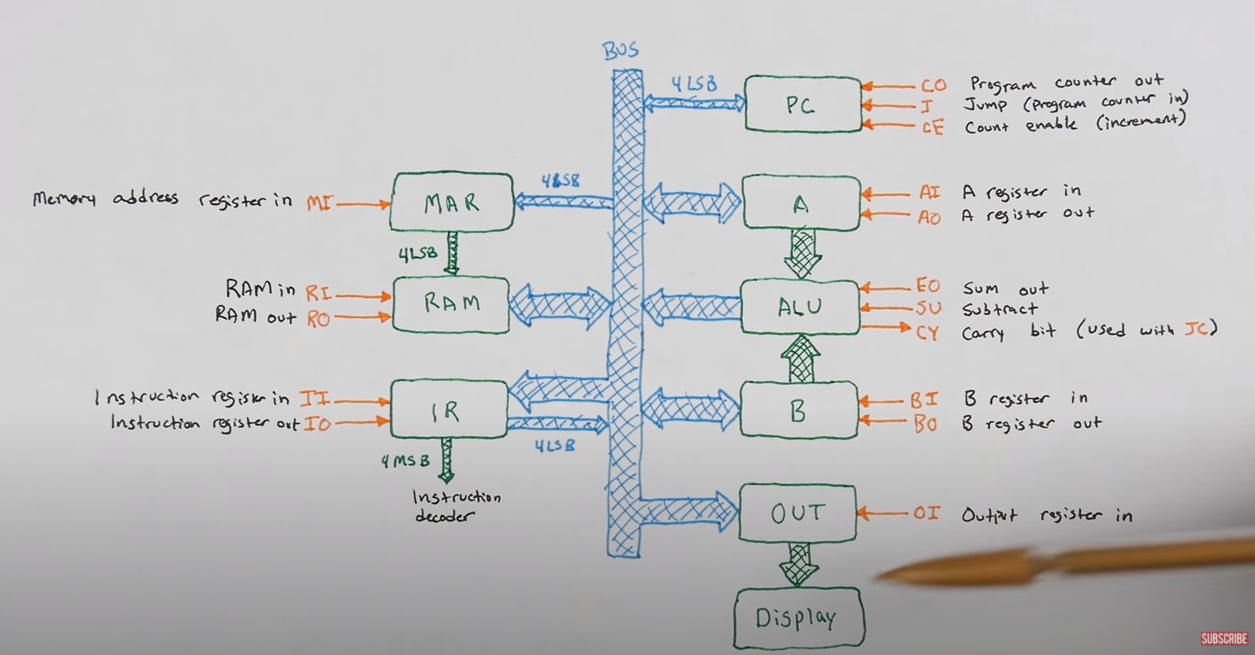 BUS
4LSB
PC
CO Program counter out
J Jump (program counter in)
CE Count enable (increment)
Memory address register in MI
MAR
4LSB
A
AI A register in
AO A register out
4LSB
RAM in RI
RAM out RO
RAM
ALU
EO Sum out
SU Subtract
CY Carry bit (used with JC)
Instruction register in II
Instruction register out IO
IR
4LSB
B
BI B register in
BO B register out
4MSB
Instruction
decoder
OUT
OI Output register in
Display
SUBSCRIBE